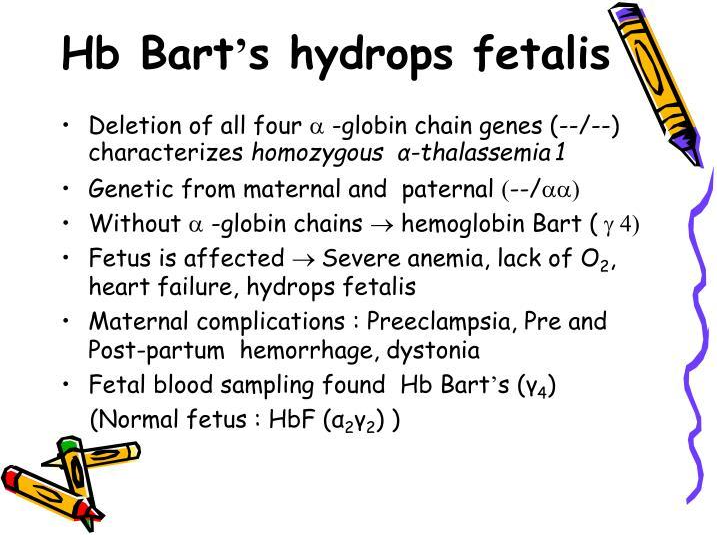 Hb Bart’s hydrops fetalis
• Deletion of all four α -globin chain genes (--/--)
characterizes homozygous α-thalassemia 1
• Genetic from maternal and paternal (--/αα)
• Without α -globin chains → hemoglobin Bart ( γ 4)
• Fetus is affected → Severe anemia, lack of O₂,
heart failure, hydrops fetalis
• Maternal complications : Preeclampsia, Pre and
Post-partum hemorrhage, dystonia
• Fetal blood sampling found Hb Bart’s (γ₄)
(Normal fetus : HbF (α₂γ₂) )